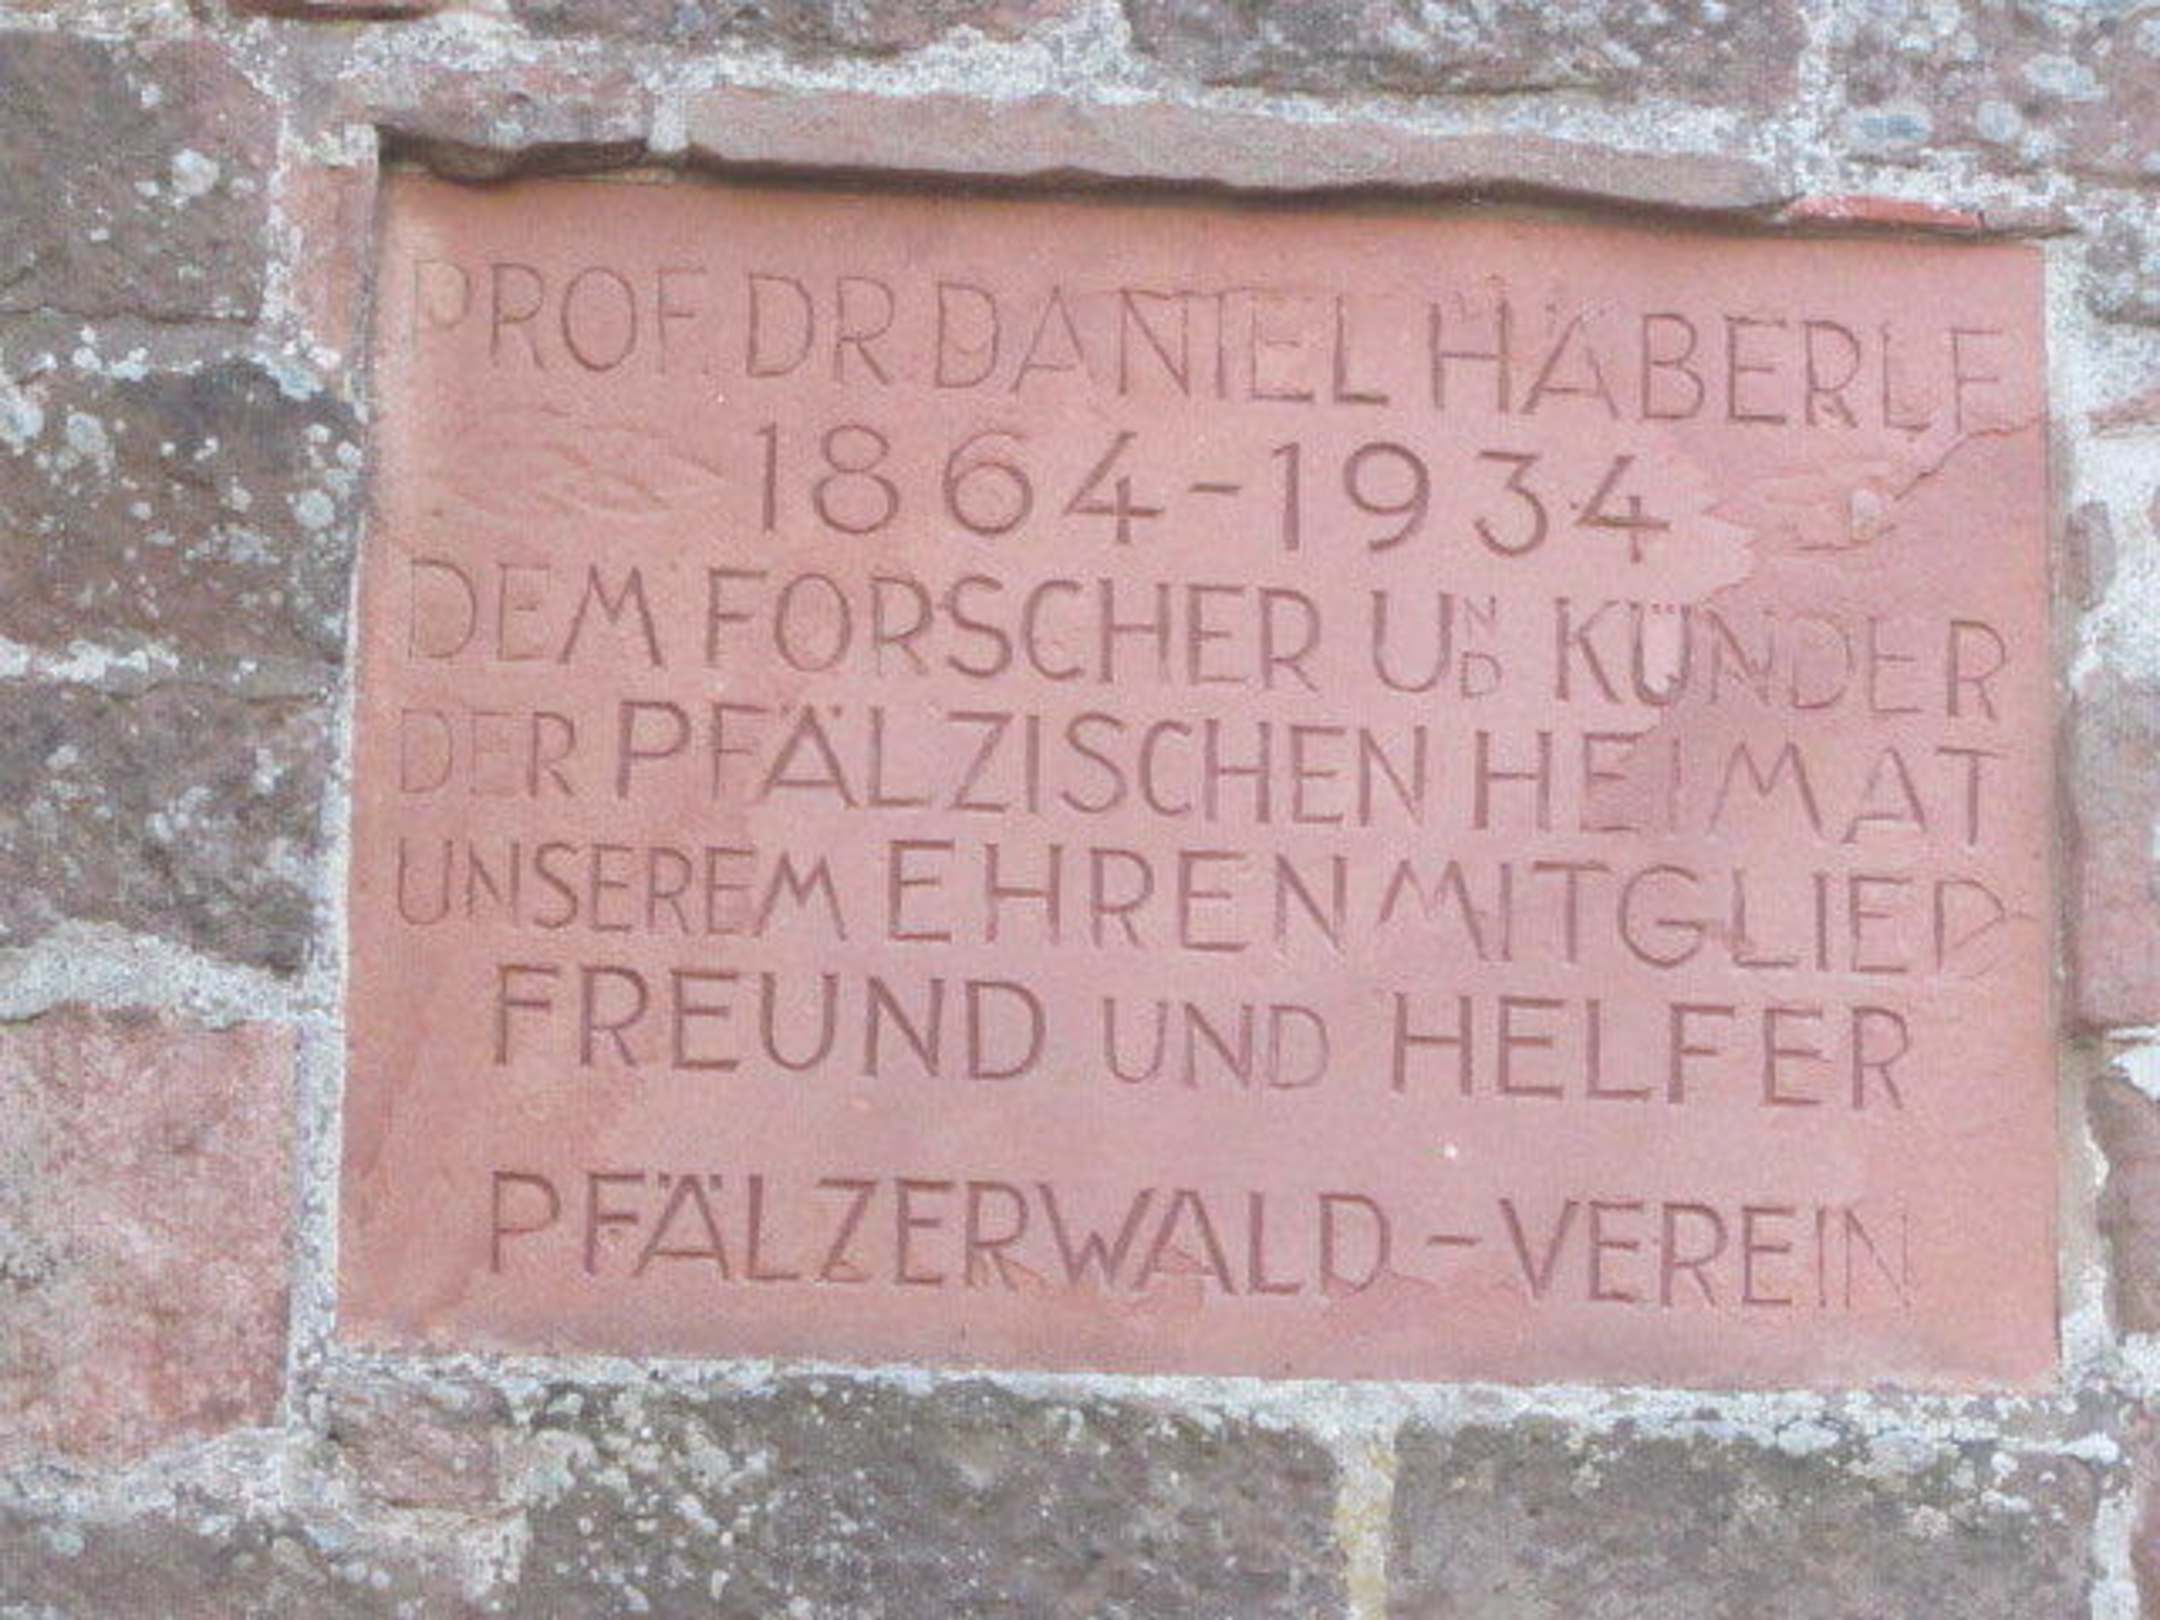 PROF. DR DANIEL HÄBERLE
1864-1934
DEM FORSCHER UND KÜNDER
DER PFÄLZISCHEN HEIMAT
UNSEREM EHRENMITGLIED
FREUND UND HELFER
PFÄLZERWALD-VEREIN